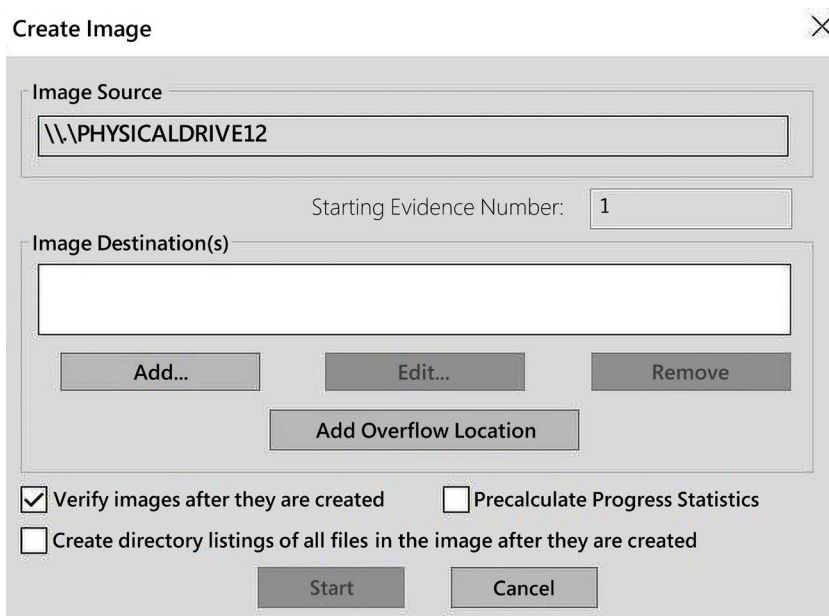 Create Image
Image Source
\\.\PHYSICALDRIVE12
Starting Evidence Number: 1
Image Destination(s)
Add... Edit... Remove
Add Overflow Location
Verify images after they are created Precalculate Progress Statistics
Create directory listings of all files in the image after they are created
Start Cancel